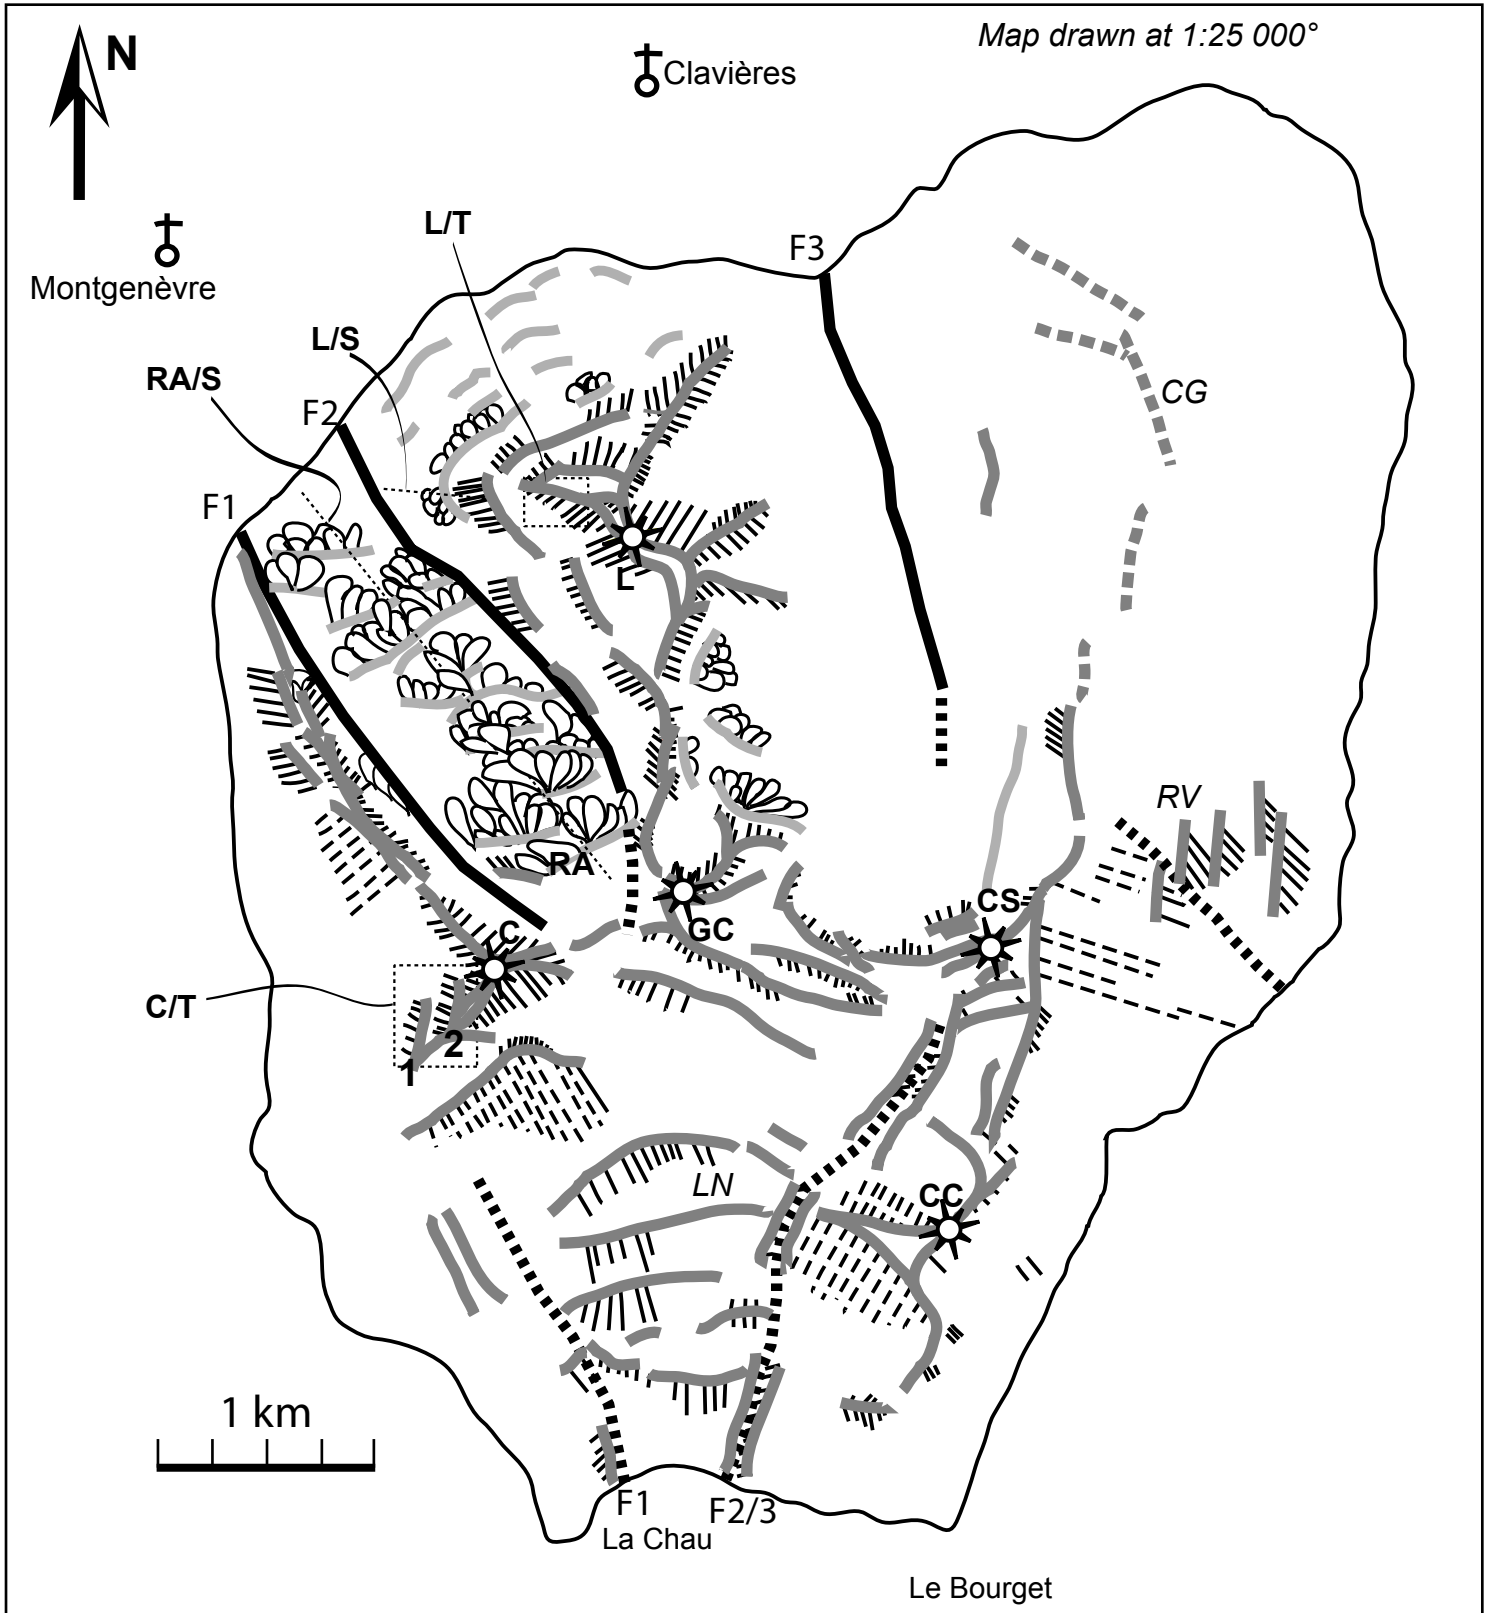 Map drawn at 1:25 000°
N
Clavières
Montgenèvre
L/T
F3
L/S
RA/S
F2
CG
F1
L
RV
RA
CS
C
GC
C/T
2
1
LN
CC
1 km
F1
F2/3
La Chau
Le Bourget